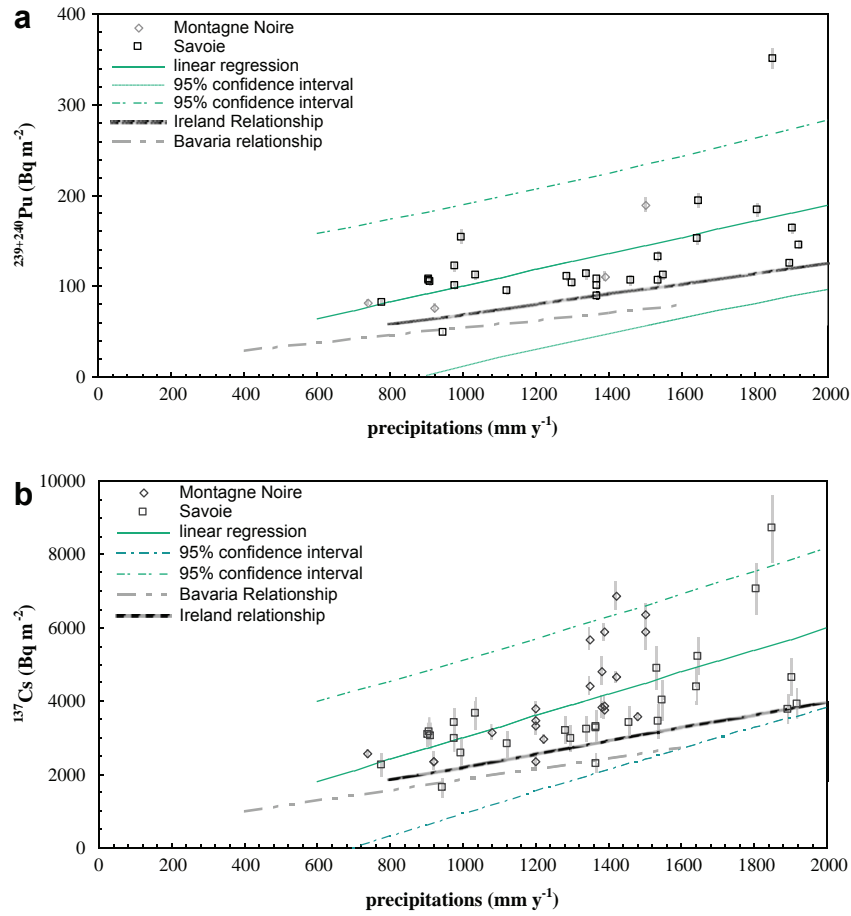 a
400
300
200
100
0
239+240Pu (Bq m-2)
Montagne Noire
Savoie
linear regression
95% confidence interval
95% confidence interval
Ireland Relationship
Bavaria relationship
0 200 400 600 800 1000 1200 1400 1600 1800 2000
precipitations (mm y-1)
b
10000
8000
6000
4000
2000
0
137Cs (Bq m-2)
Montagne Noire
Savoie
linear regression
95% confidence interval
95% confidence interval
Bavaria Relationship
Ireland relationship
0 200 400 600 800 1000 1200 1400 1600 1800 2000
precipitations (mm y-1)